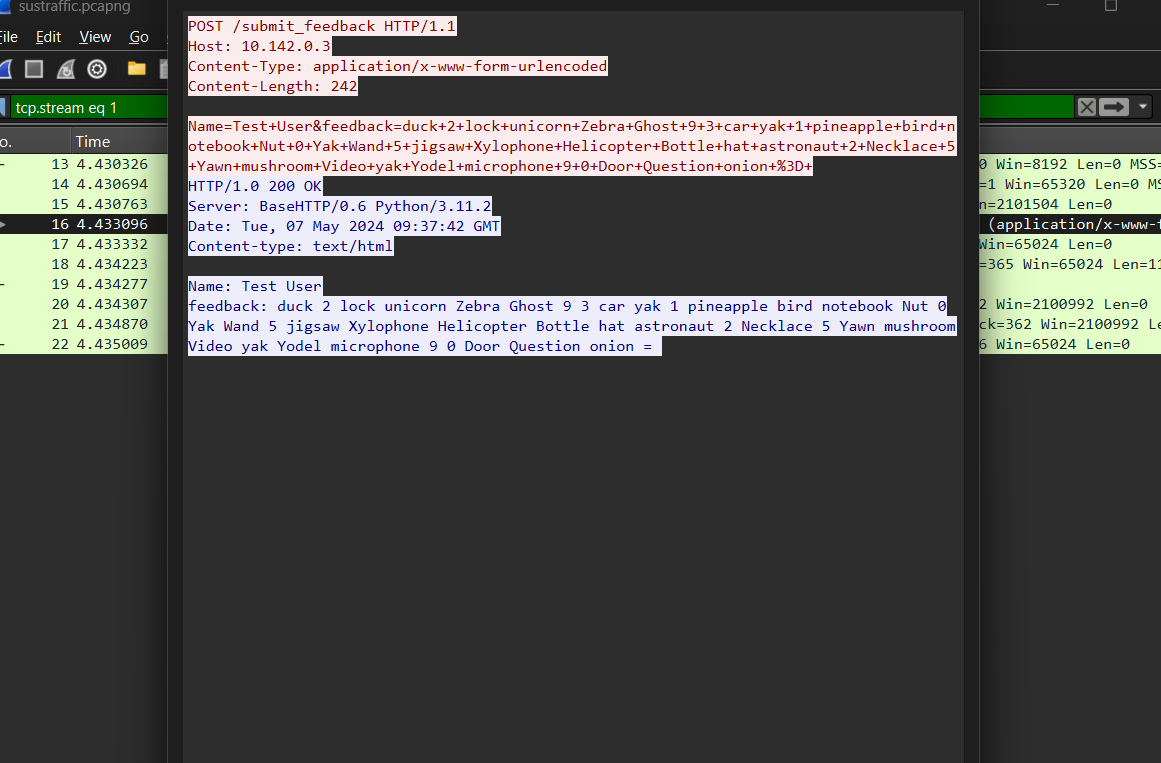 sustraffic.pcapng
File Edit View Go
tcp.stream eq 1
No. Time
13 4.430326
14 4.430694
15 4.430763
16 4.433096
17 4.433332
18 4.434223
19 4.434277
20 4.434307
21 4.434870
22 4.435009
POST /submit_feedback HTTP/1.1
Host: 10.142.0.3
Content-Type: application/x-www-form-urlencoded
Content-Length: 242
Name=Test+User&feedback=duck+2+lock+unicorn+Zebra+Ghost+9+3+car+yak+1+pineapple+bird+n
otebook+Nut+0+Yak+Wand+5+jigsaw+Xylophone+Helicopter+Bottle+hat+astronaut+2+Necklace+5
+Yawn+mushroom+Video+yak+Yodel+microphone+9+0+Door+Question+onion+%3D+
HTTP/1.0 200 OK
Server: BaseHTTP/0.6 Python/3.11.2
Date: Tue, 07 May 2024 09:37:42 GMT
Content-type: text/html
Name: Test User
feedback: duck 2 lock unicorn Zebra Ghost 9 3 car yak 1 pineapple bird notebook Nut 0
Yak Wand 5 jigsaw Xylophone Helicopter Bottle hat astronaut 2 Necklace 5 Yawn mushroom
Video yak Yodel microphone 9 0 Door Question onion =
0 Win=8192 Len=0 MSS=
=1 Win=65320 Len=0 MS
n=2101504 Len=0
(application/x-www-f
Win=65024 Len=0
=365 Win=65024 Len=11
2 Win=2100992 Len=0
ck=362 Win=2100992 Le
6 Win=65024 Len=0